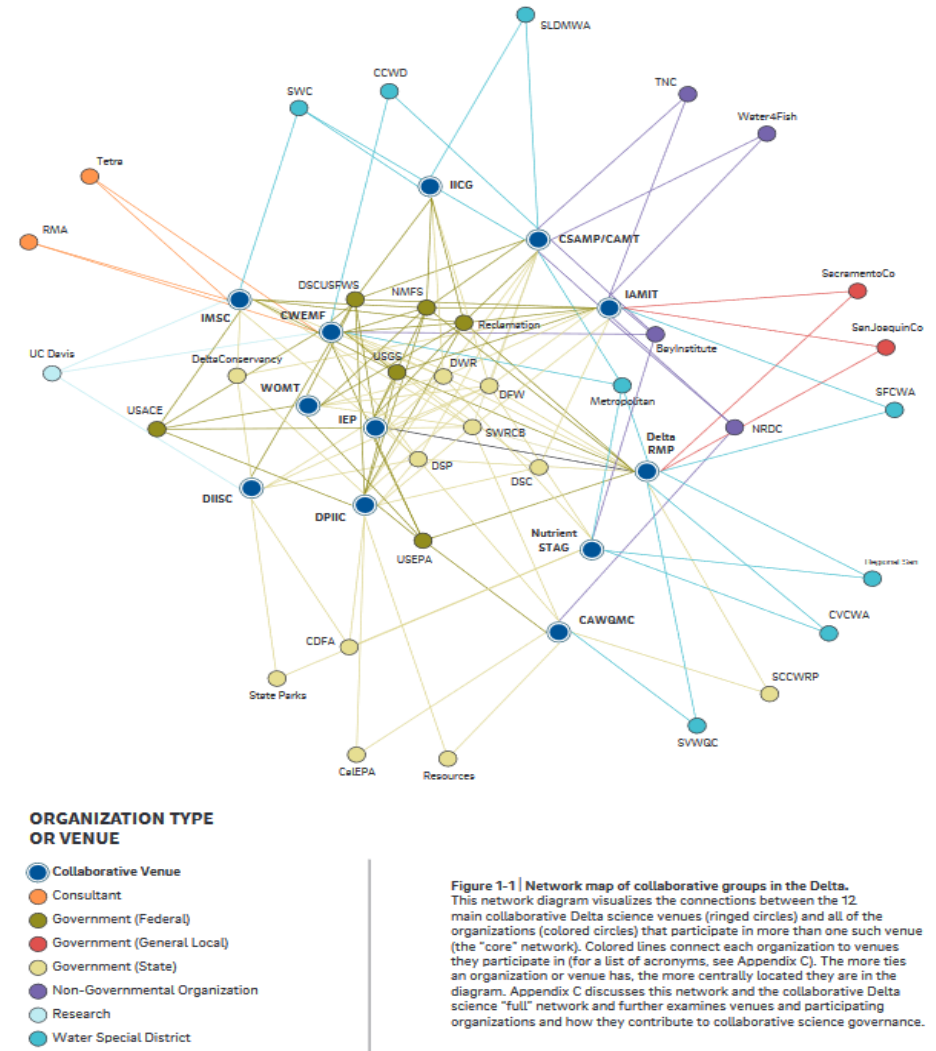 SLDMWA
CCWD
SWC
TNC
Water4Fish
Tetra
IICG
RMA
CSAMP/CAMT
SacramentoCo
DSCUSFWS
NMFS
IAMIT
IMSC
CWEMF
Reclamation
SanJoaquinCo
UC Davis
DeltaConservancy
USGS
DWR
BayInstitute
WOMT
DFW
Metropolitan
SFCWA
USACE
IEP
SWRCB
Delta
RMP
NRDC
DSP
DSC
DIISC
DPIIC
Nutrient
STAG
USEPA
Regional San
CAWQMC
CVCWA
CDFA
State Parks
SCCWRP
SVWQC
CalEPA
Resources
ORGANIZATION TYPE
OR VENUE
Collaborative Venue
Consultant
Government (Federal)
Government (General Local)
Government (State)
Non-Governmental Organization
Research
Water Special District
Figure 1-1 | Network map of collaborative groups in the Delta.
This network diagram visualizes the connections between the 12
main collaborative Delta science venues (ringed circles) and all of the
organizations (colored circles) that participate in more than one such venue
(the "core" network). Colored lines connect each organization to venues
they participate in (for a list of acronyms, see Appendix C). The more ties
an organization or venue has, the more centrally located they are in the
diagram. Appendix C discusses this network and the collaborative Delta
science "full" network and further examines venues and participating
organizations and how they contribute to collaborative science governance.